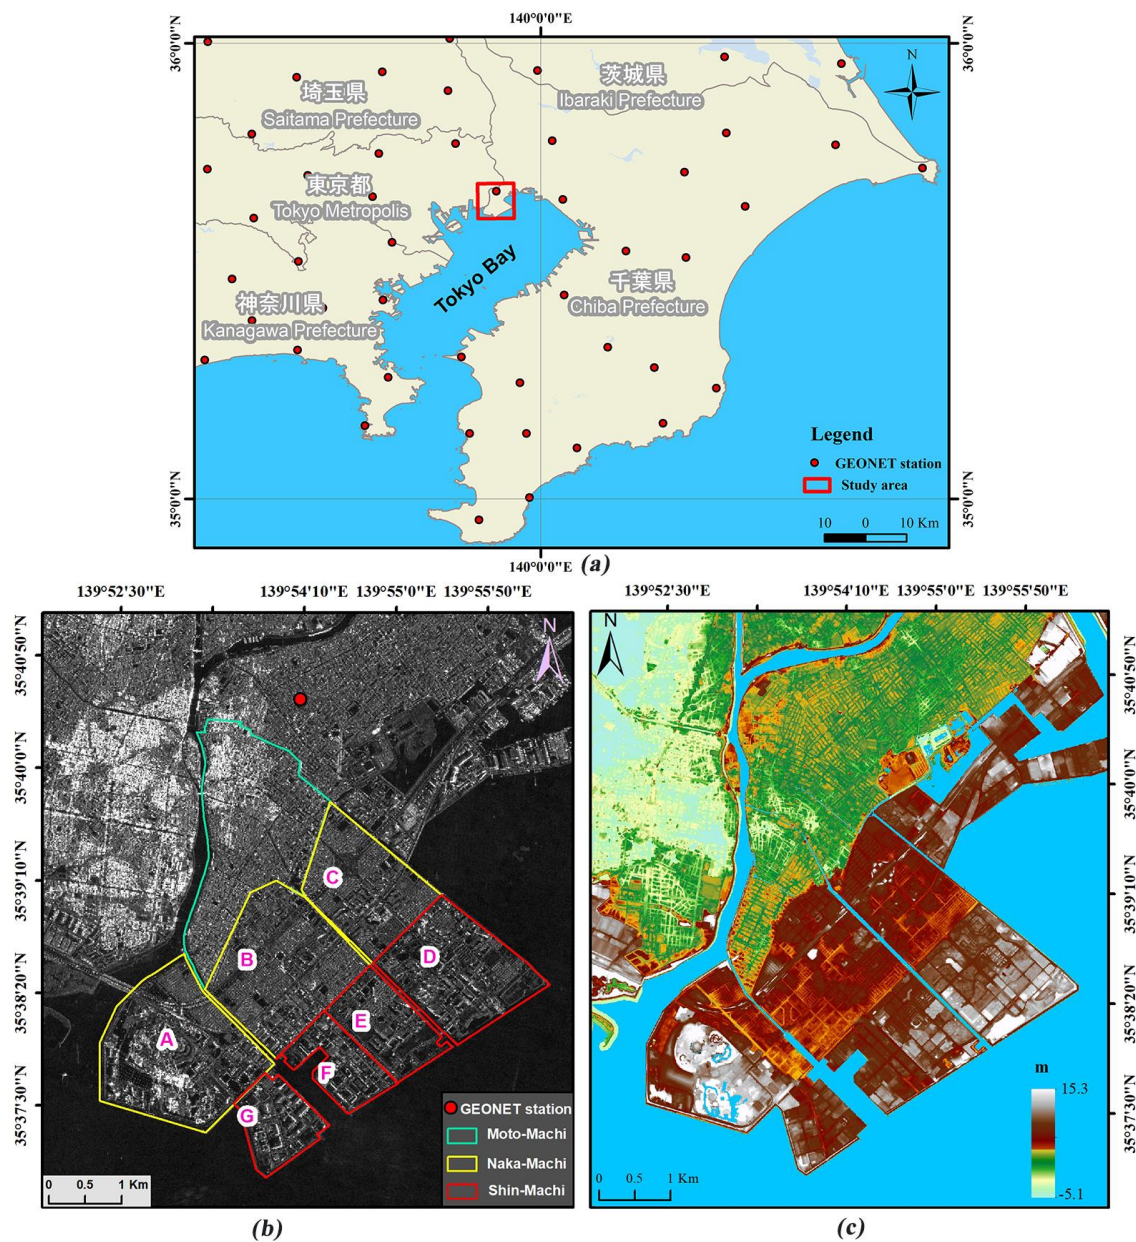 140°0'0"E
36°0'0"N
36°0'0"N
N
埼玉県
Saitama Prefecture
茨城県
Ibaraki Prefecture
東京都
Tokyo Metropolis
Tokyo Bay
千葉県
Chiba Prefecture
神奈川県
Kanagawa Prefecture
Legend
GEONET station
Study area
10 0 10 Km
35°0'0"N
35°0'0"N
140°0'0"E
(a)
139°52'30"E 139°54'10"E 139°55'0"E 139°55'50"E
35°40'50"N
35°40'0"N
35°39'10"N
35°38'20"N
35°37'30"N
N
C
B
D
A
E
F
G
GEONET station
Moto-Machi
Naka-Machi
Shin-Machi
0 0.5 1 Km
(b)
139°52'30"E 139°54'10"E 139°55'0"E 139°55'50"E
N
35°40'50"N
35°40'0"N
35°39'10"N
35°38'20"N
35°37'30"N
m
15.3
-5.1
0 0.5 1 Km
(c)